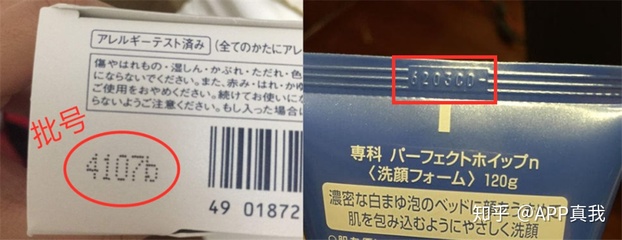 アレルギーテスト済み (全てのかたにアレ
傷やはれもの・湿しん・かぶれ・ただれ・色
にならないでください。また、赤み・はれ・かゆ
ご使用をおやめください。続けてお使いにな
らないようご注意ください。もし入った場合に
批号
4107b
49 01872
専科 パーフェクトホイップn
〈洗顔フォーム〉 120g
濃密な白まゆ泡のベッドに顔を
肌を包み込むようにやさしく洗顔
知乎 @APP真我